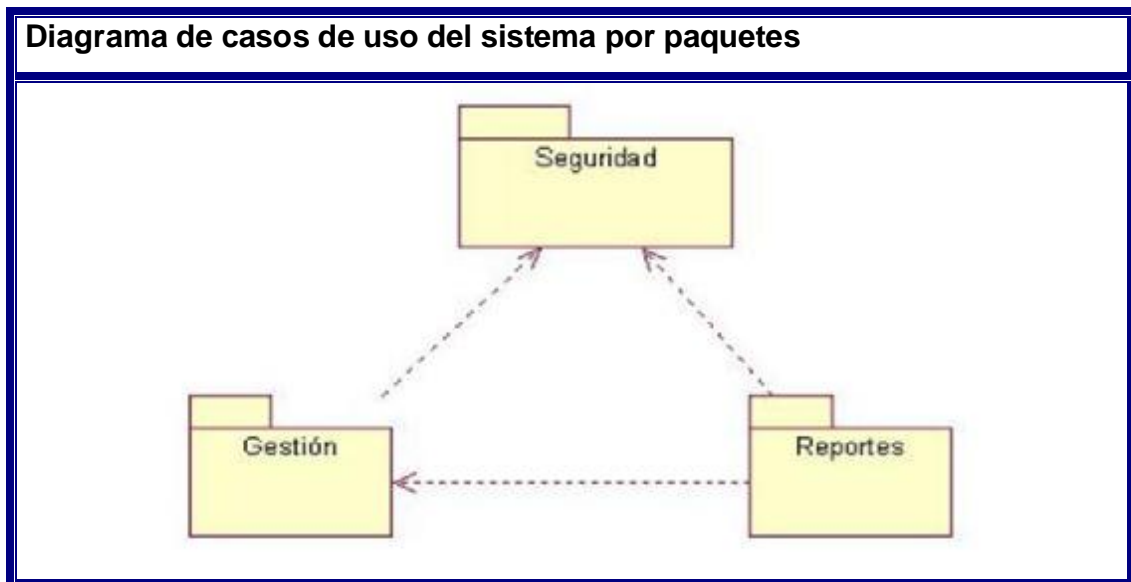 Diagrama de casos de uso del sistema por paquetes
Seguridad
Gestión
Reportes